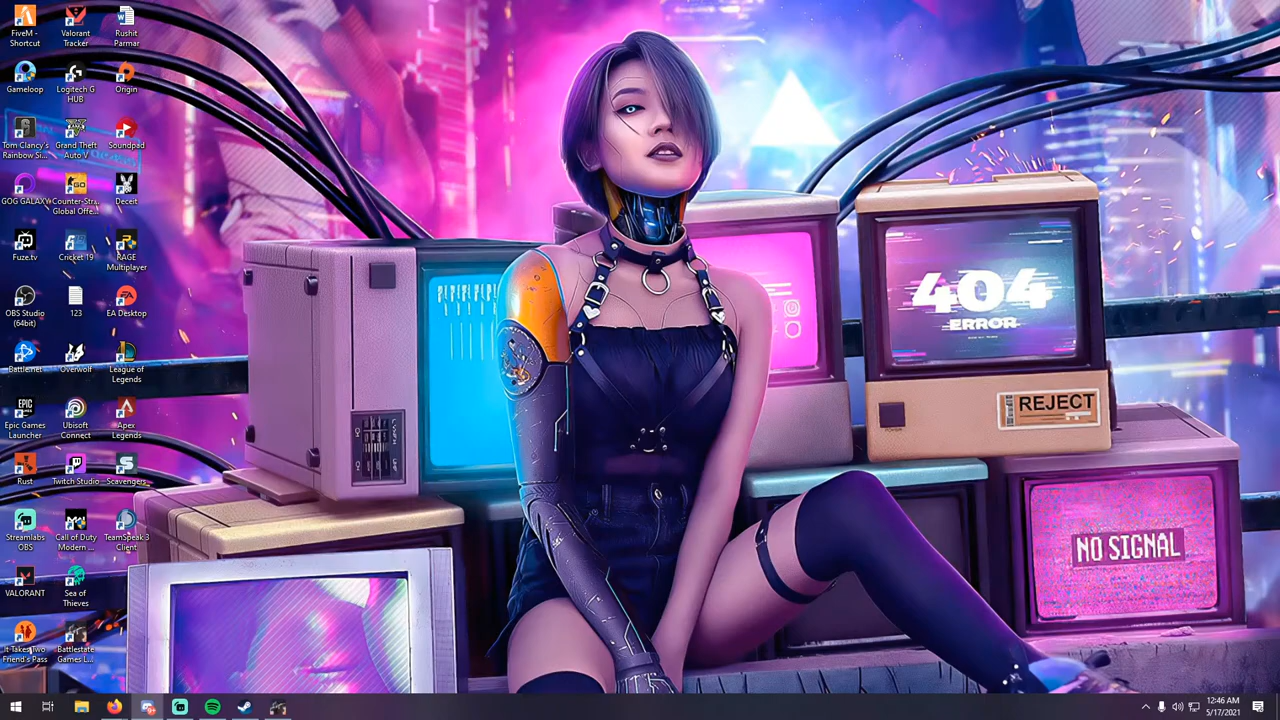 FiveM -
Shortcut
Valorant
Tracker
Rushit
Parmar
Gameloop
Logitech G
HUB
Origin
Tom Clancy's
Rainbow Si...
Grand Theft
Auto V
Soundpad
GOG GALAXY
Counter-Stra...
Global Offe...
Deceit
Fuze.tv
Cricket 19
RAGE
Multiplayer
OBS Studio
(64bit)
123
EA Desktop
Battle.net
Overwolf
League of
Legends
Epic Games
Launcher
Ubisoft
Connect
Apex
Legends
Rust
Twitch Studio
Scavengers
Streamlabs
OBS
Call of Duty
Modern ...
TeamSpeak 3
Client
VALORANT
Sea of
Thieves
It Takes Two
Friend's Pass
Battlestate
Games L...
404
ERROR
REJECT
NO SIGNAL
12:46 AM
5/17/2021